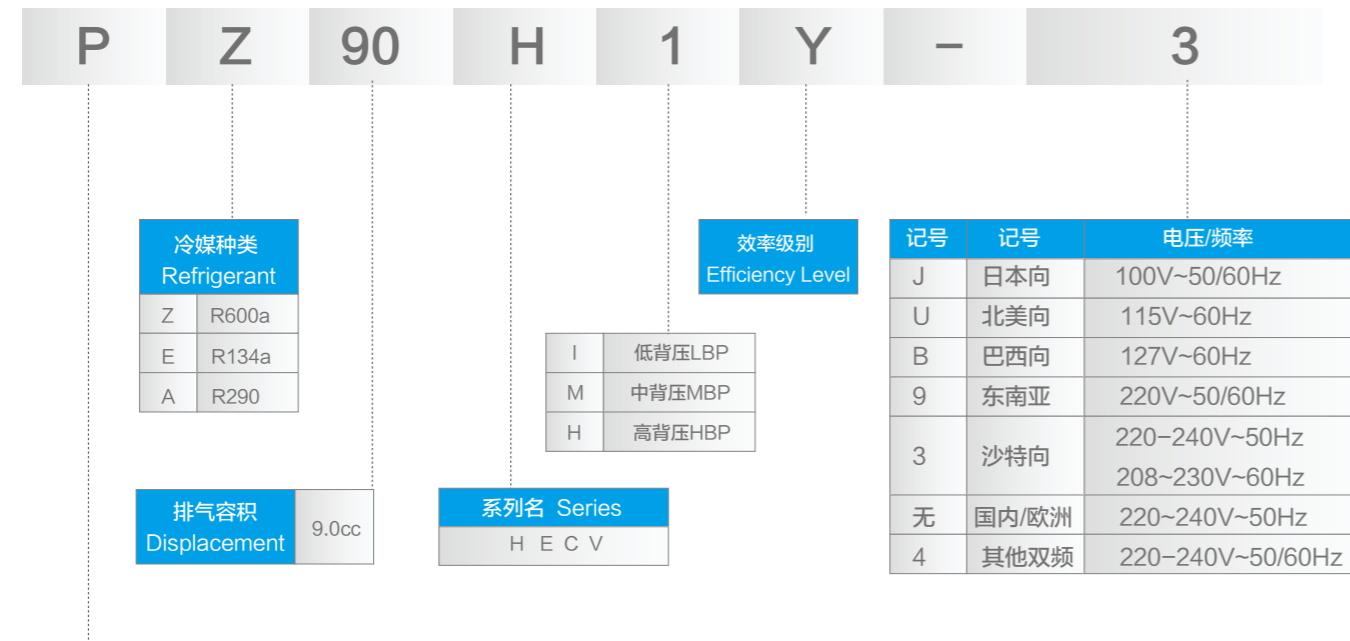 P Z 90 H 1 Y − 3
冷媒种类
Refrigerant
Z R600a
E R134a
A R290
排气容积
Displacement
9.0cc
系列名 Series
H E C V
I 低背压LBP
M 中背压MBP
H 高背压HBP
效率级别
Efficiency Level
记号 记号 电压/频率
J 日本向 100V~50/60Hz
U 北美向 115V~60Hz
B 巴西向 127V~60Hz
9 东南亚 220V~50/60Hz
3 沙特向 220−240V~50Hz
208~230V~60Hz
无 国内/欧洲 220~240V~50Hz
4 其他双频 220−240V~50/60Hz